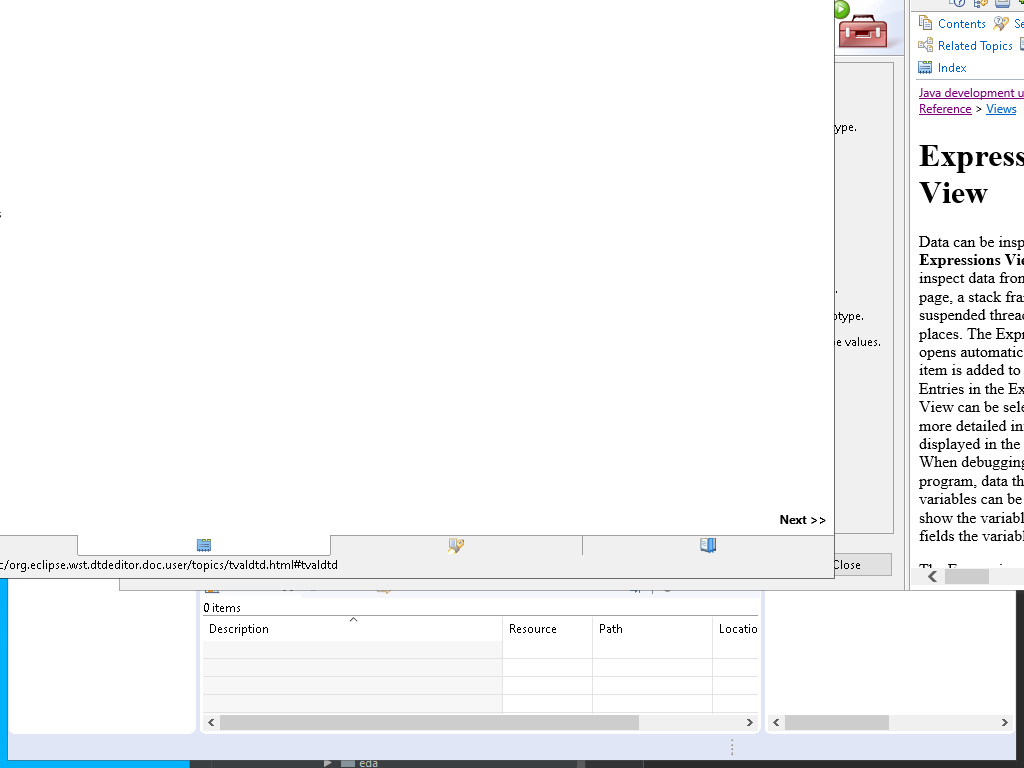 Contents
Related Topics
Index
Java development
Reference > Views
Express
View
Data can be insp
Expressions Vie
inspect data from
page, a stack fra
suspended threa
places. The Expr
opens automatic
item is added to
Entries in the Ex
View can be sele
more detailed in
displayed in the
When debugging
program, data th
variables can be
show the variabl
fields the variabl
ype.
otype.
e values.
Next >>
c/org.eclipse.wst.dtdeditor.doc.user/topics/tvaldtd.html#tvaldtd
Close
0 items
Description Resource Path Locatio
eda